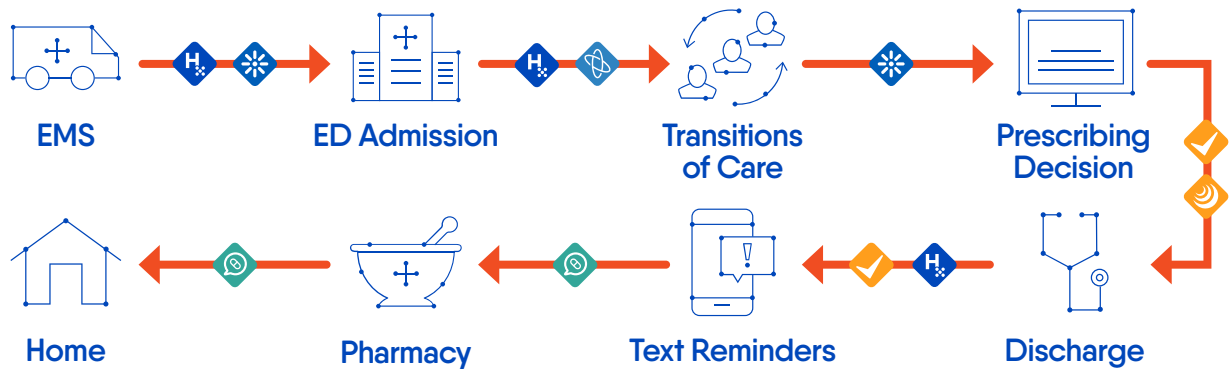 H
H
EMS
ED Admission
Transitions
of Care
Prescribing
Decision
H
!
Home
Pharmacy
Text Reminders
Discharge